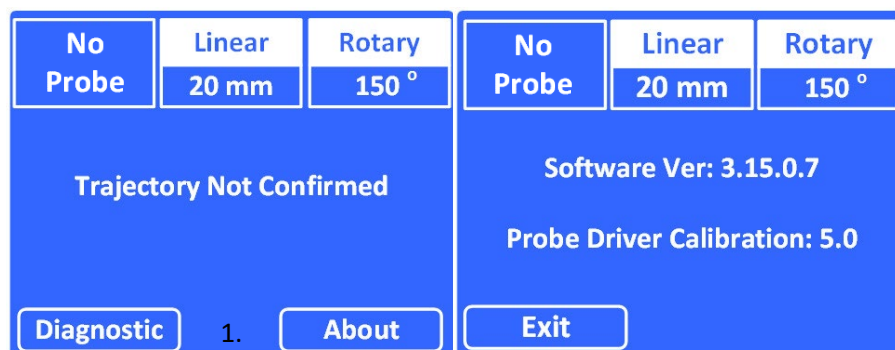 No Probe
Linear
20 mm
Rotary
150 °
Trajectory Not Confirmed
Diagnostic
1.
About
No Probe
Linear
20 mm
Rotary
150 °
Software Ver: 3.15.0.7
Probe Driver Calibration: 5.0
Exit